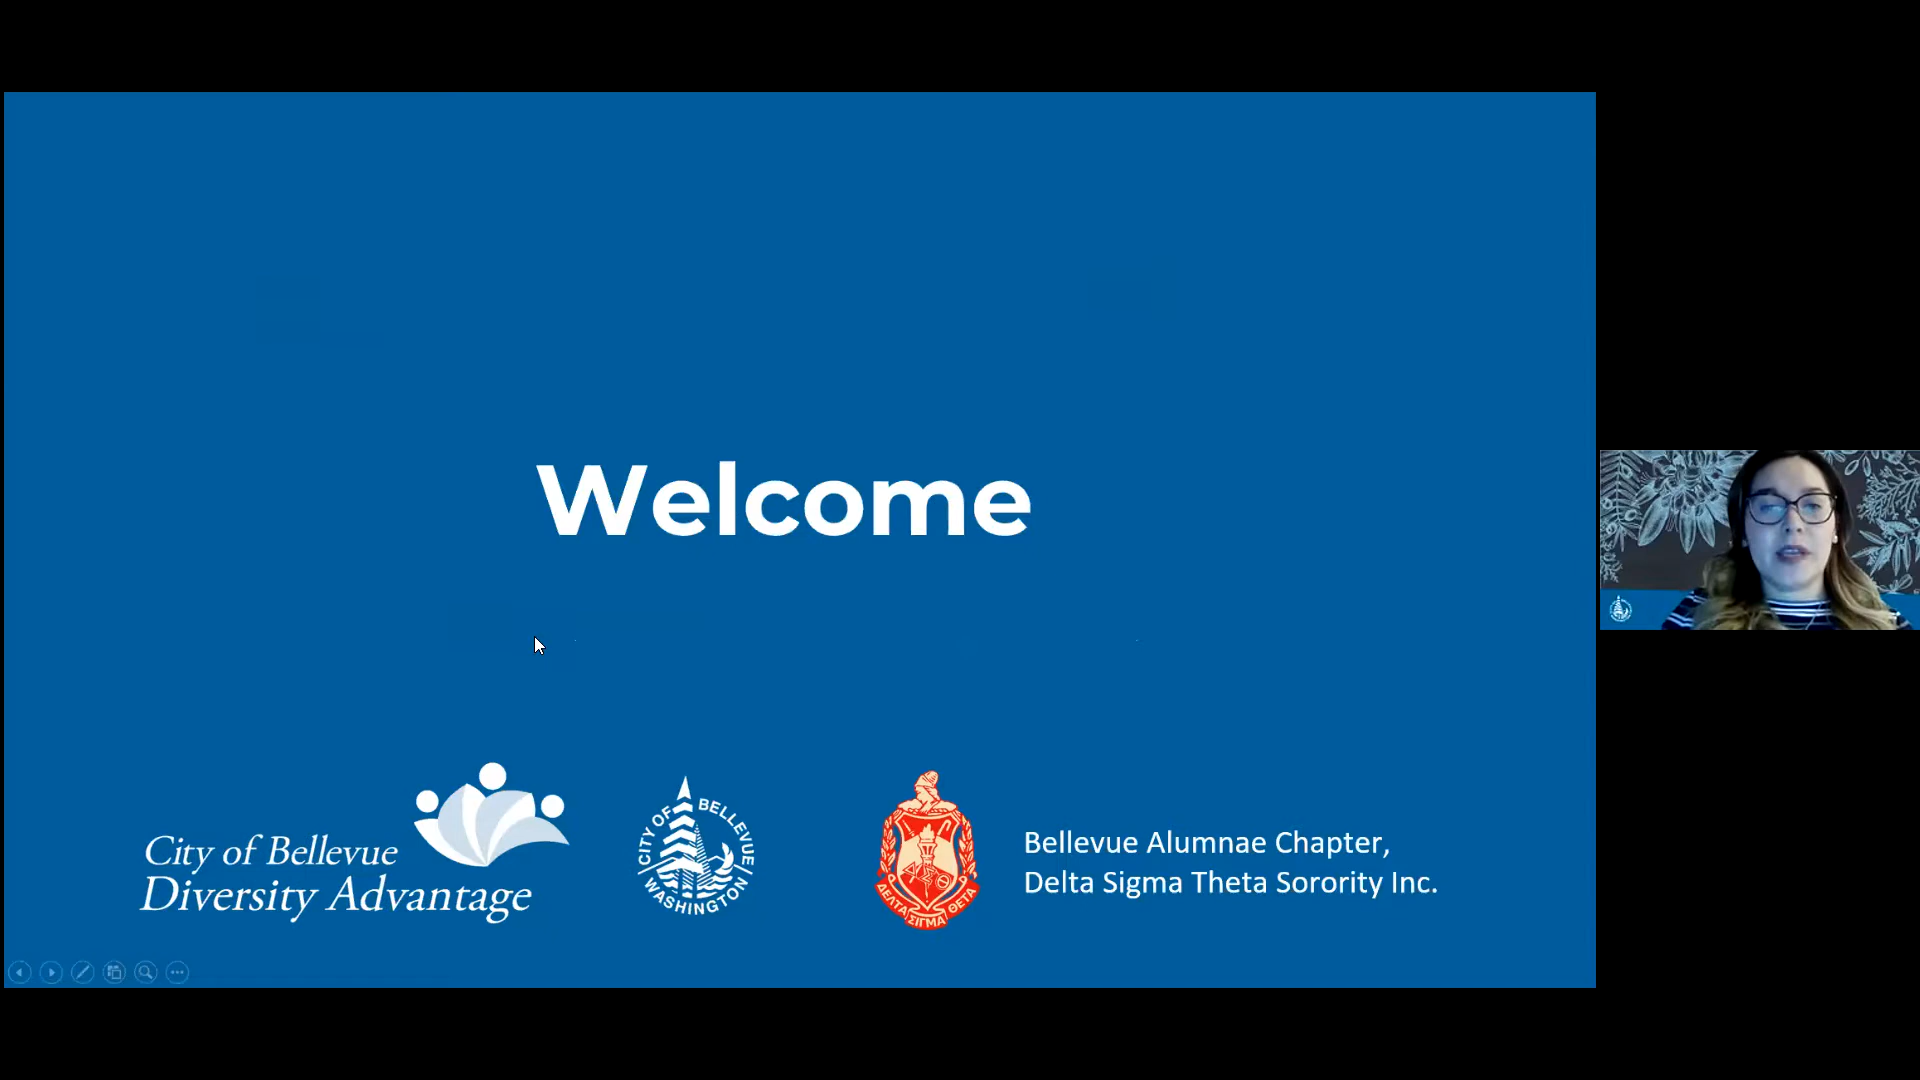 Welcome
City of Bellevue
Diversity Advantage
CITY OF BELLEVUE
WASHINGTON
ΔΣΘ
ΔΕΛΤΑ ΣΙΓΜΑ ΘΕΤΑ
Bellevue Alumnae Chapter,
Delta Sigma Theta Sorority Inc.